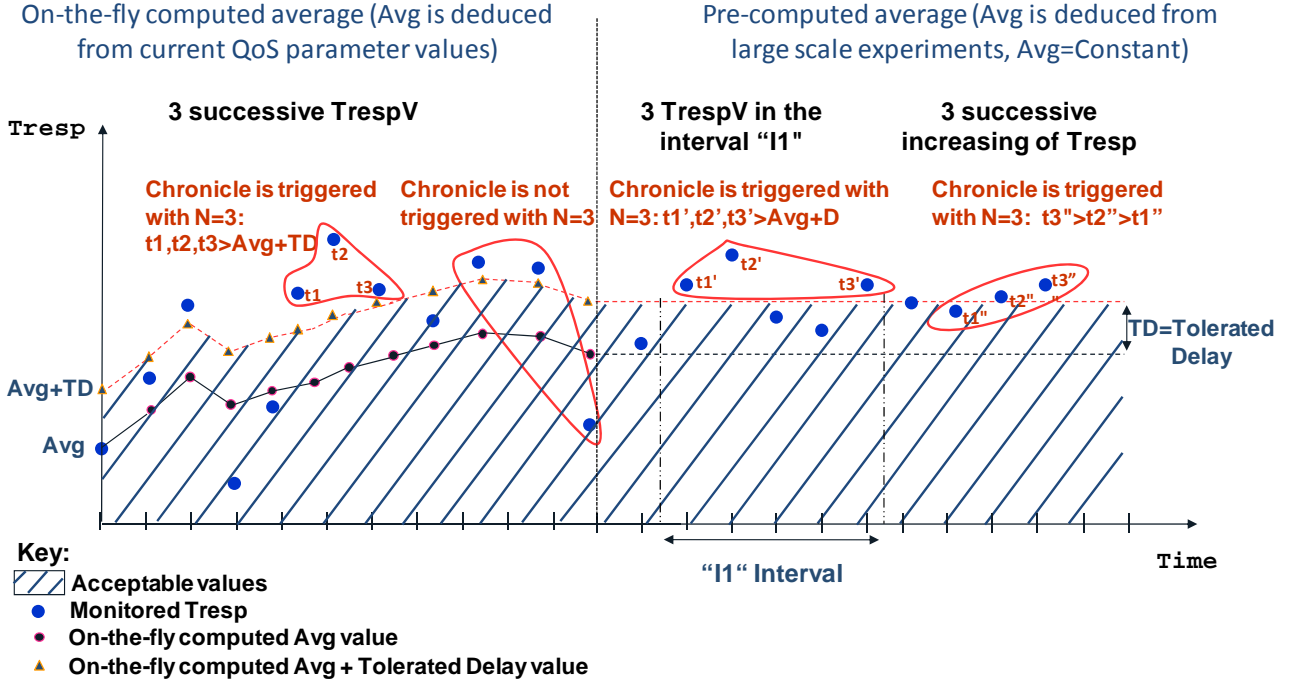 On-the-fly computed average (Avg is deduced
from current QoS parameter values)
Pre-computed average (Avg is deduced from
large scale experiments, Avg=Constant)
3 successive TrespV
3 TrespV in the
interval “I1"
3 successive
increasing of Tresp
Tresp
Chronicle is triggered
with N=3:
t1,t2,t3>Avg+TD
Chronicle is not
triggered with N=3
Chronicle is triggered with
N=3: t1’,t2’,t3’>Avg+D
Chronicle is triggered
with N=3: t3">t2”>t1”
t2
t1
t3
t2'
t1'
t3'
t3”
"
t2"
t1"
TD=Tolerated
Delay
Avg+TD
Avg
Time
“I1“ Interval
Key:
Acceptable values
Monitored Tresp
On-the-fly computed Avg value
On-the-fly computed Avg + Tolerated Delay value